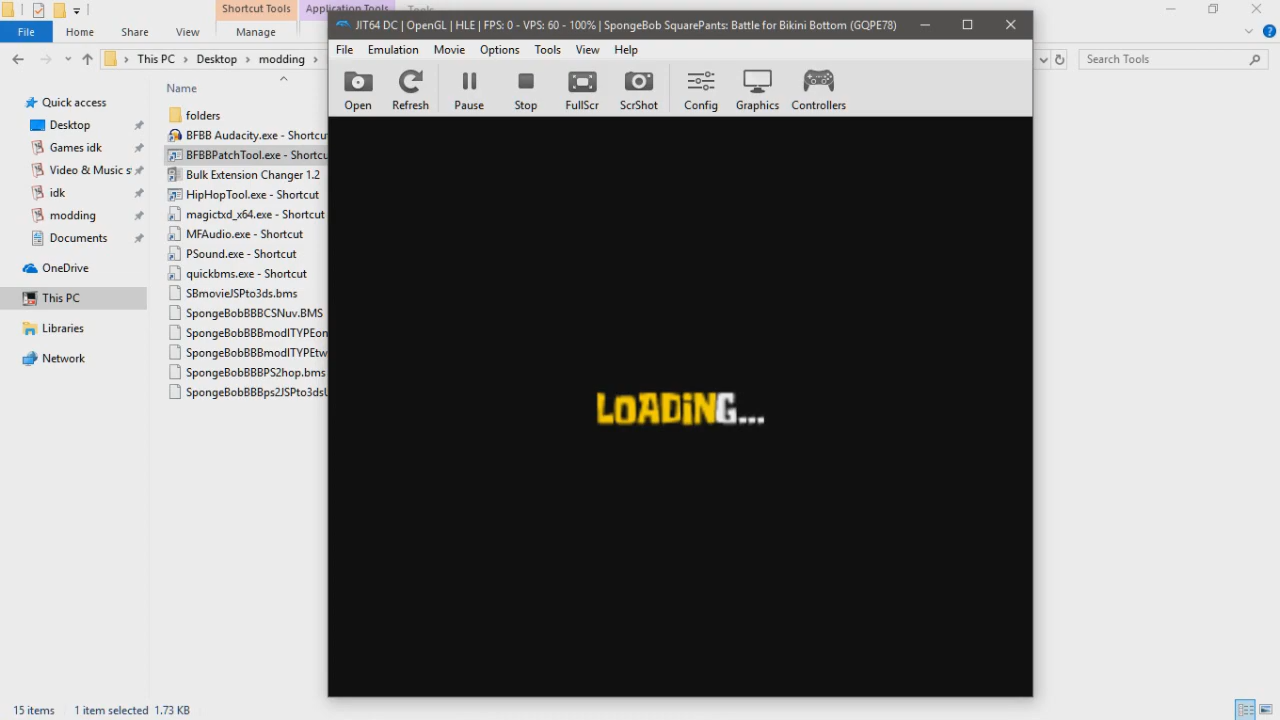 Shortcut Tools
Application Tools
Tools
File
Home
Share
View
Manage
This PC
Desktop
modding
Search Tools
Quick access
Desktop
Games idk
Video & Music s
idk
modding
Documents
OneDrive
This PC
Libraries
Network
Name
folders
BFBB Audacity.exe - Shortcut
BFBBPatchTool.exe - Shortcu
Bulk Extension Changer 1.2
HipHopTool.exe - Shortcut
magictxd_x64.exe - Shortcut
MFAudio.exe - Shortcut
PSound.exe - Shortcut
quickbms.exe - Shortcut
SBmovieJSPto3ds.bms
SpongeBobBBBCSNuv.BMS
SpongeBobBBBmodITYPEon
SpongeBobBBBmodITYPEtw
SpongeBobBBBPS2hop.bms
SpongeBobBBBps2JSPto3dsU
JIT64 DC | OpenGL | HLE | FPS: 0 - VPS: 60 - 100% | SpongeBob SquarePants: Battle for Bikini Bottom (GQPE78)
File Emulation Movie Options Tools View Help
Open Refresh Pause Stop FullScr ScrShot Config Graphics Controllers
LOADiNG...
15 items 1 item selected 1.73 KB